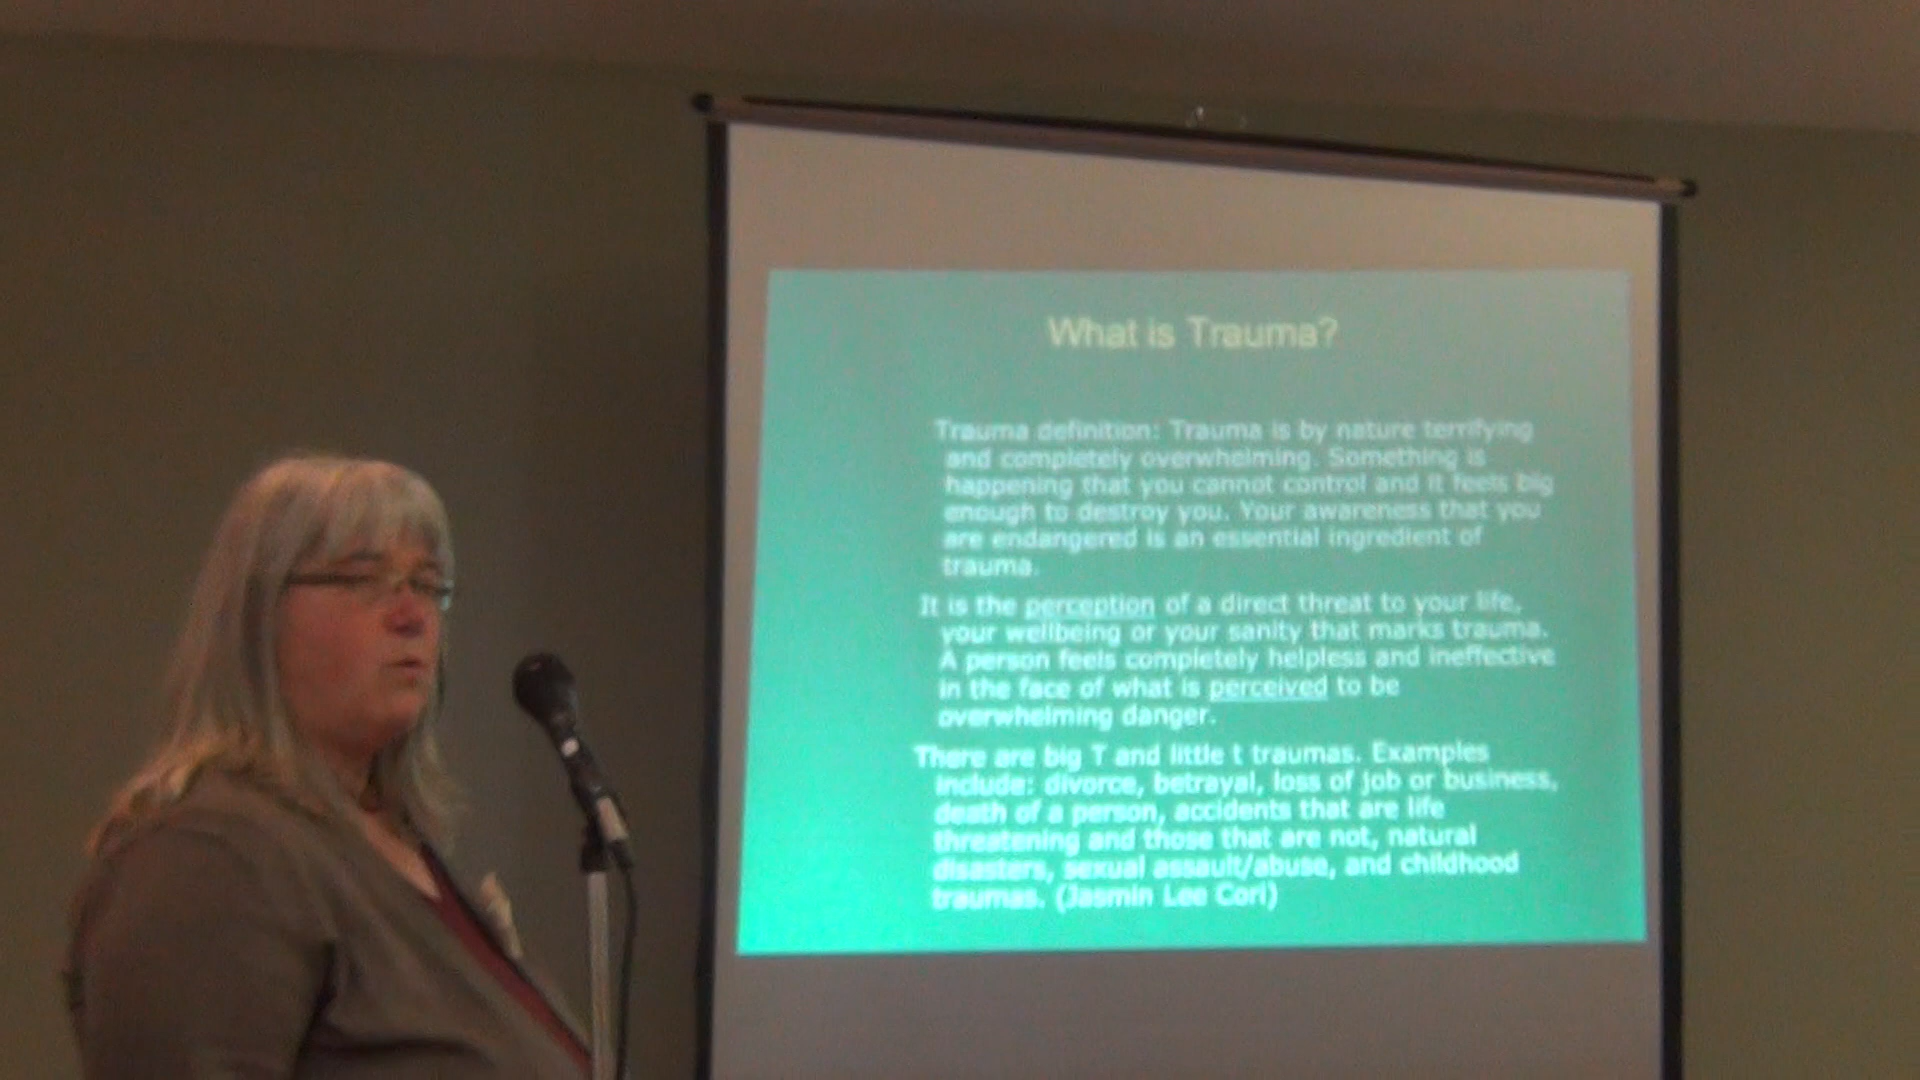 What is Trauma?
Trauma definition: Trauma is by nature terrifying
and completely overwhelming. Something is
happening that you cannot control and it feels big
enough to destroy you. Your awareness that you
are endangered is an essential ingredient of
trauma.
It is the perception of a direct threat to your life,
your wellbeing or your sanity that marks trauma.
A person feels completely helpless and ineffective
in the face of what is perceived to be
overwhelming danger.
There are big T and little t traumas. Examples
include: divorce, betrayal, loss of job or business,
death of a person, accidents that are life
threatening and those that are not, natural
disasters, sexual assault/abuse, and childhood
traumas. (Jasmin Lee Cori)